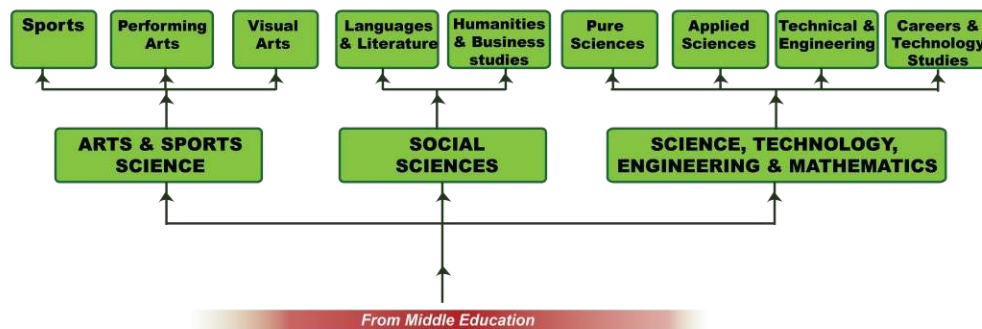 Sports
Performing
Arts
Visual
Arts
Languages
& Literature
Humanities
& Business
studies
Pure
Sciences
Applied
Sciences
Technical &
Engineering
Careers &
Technology
Studies
ARTS & SPORTS
SCIENCE
SOCIAL
SCIENCES
SCIENCE, TECHNOLOGY,
ENGINEERING & MATHEMATICS
From Middle Education